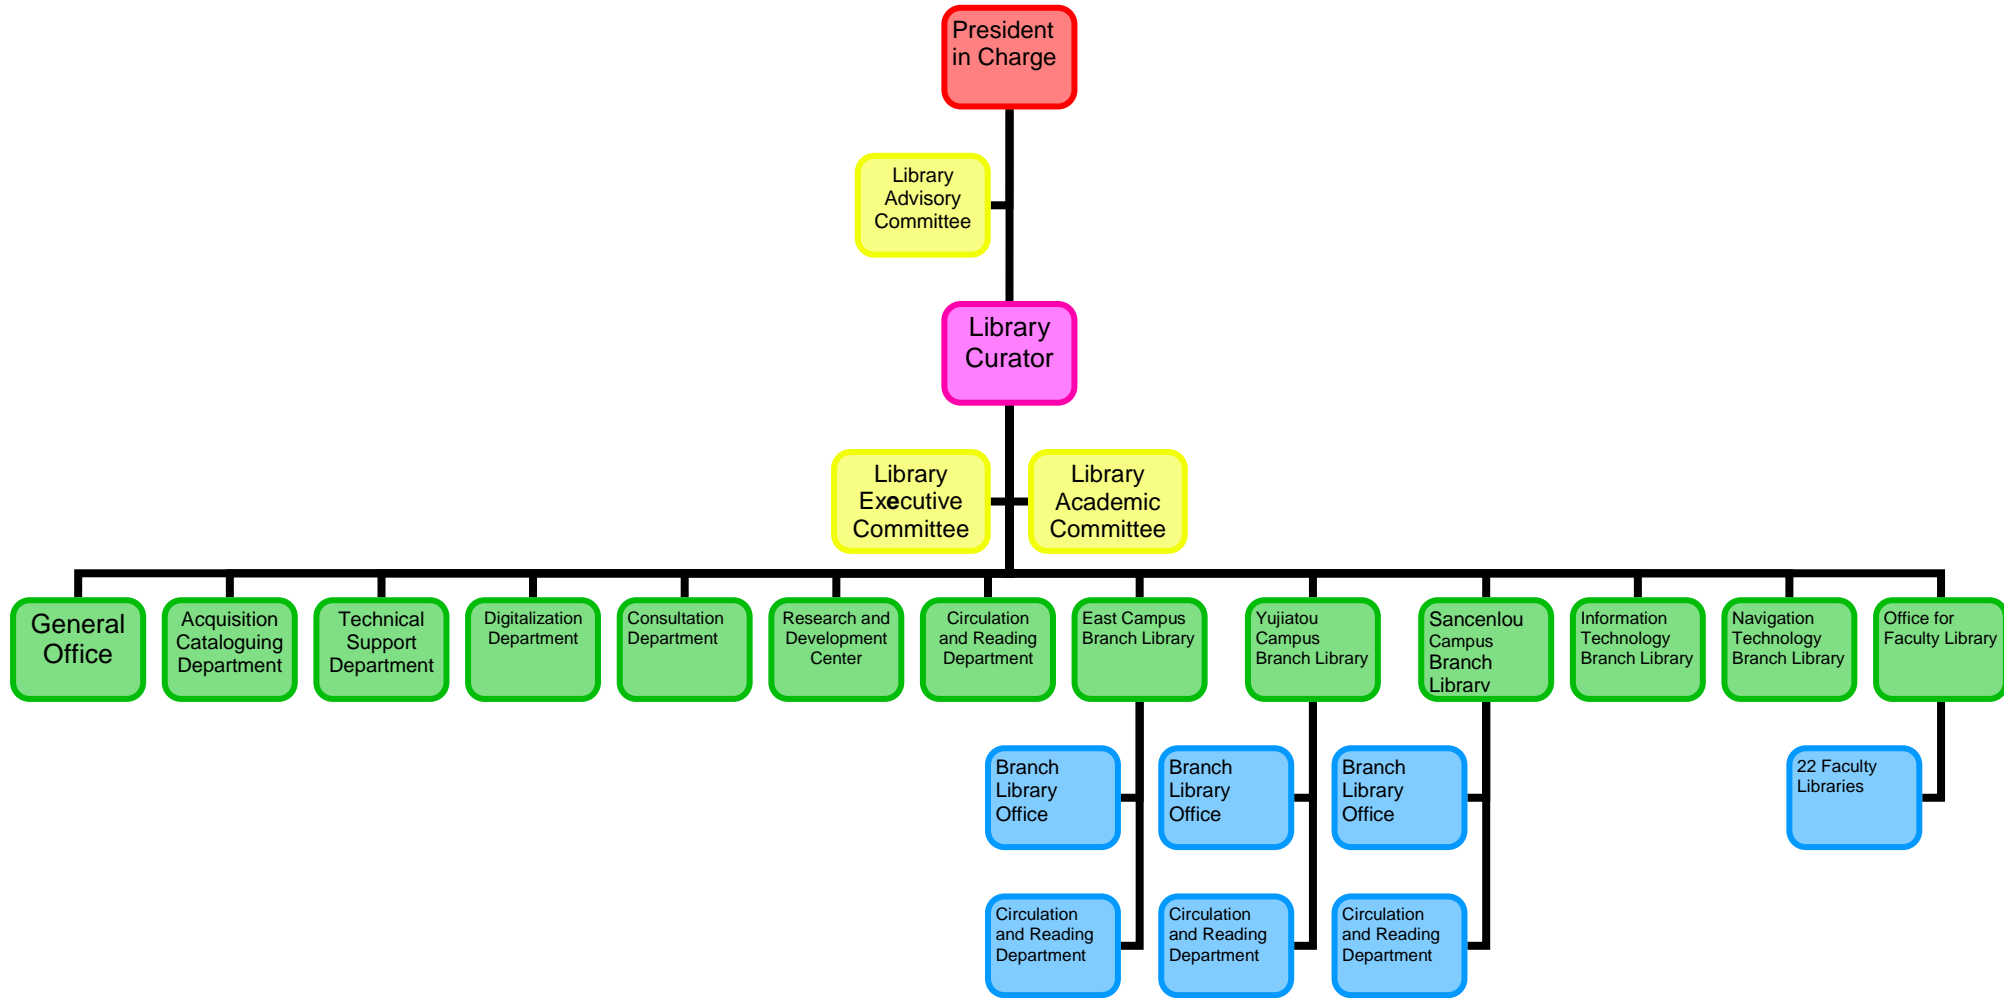 President
in Charge
Library
Advisory
Committee
Library
Curator
Library
Executive
Committee
Library
Academic
Committee
General
Office
Acquisition
Cataloguing
Department
Technical
Support
Department
Digitalization
Department
Consultation
Department
Research and
Development
Center
Circulation
and Reading
Department
East Campus
Branch Library
Yujiatou
Campus
Branch Library
Sancenlou
Campus
Branch
Library
Information
Technology
Branch Library
Navigation
Technology
Branch Library
Office for
Faculty Library
Branch
Library
Office
Branch
Library
Office
Branch
Library
Office
22 Faculty
Libraries
Circulation
and Reading
Department
Circulation
and Reading
Department
Circulation
and Reading
Department